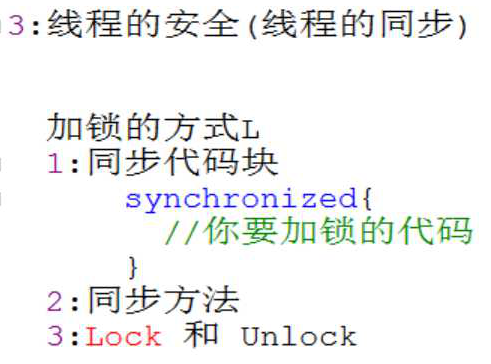 3:线程的安全(线程的同步)
加锁的方式L
1:同步代码块
synchronized{
//你要加锁的代码
}
2:同步方法
3:Lock 和 Unlock